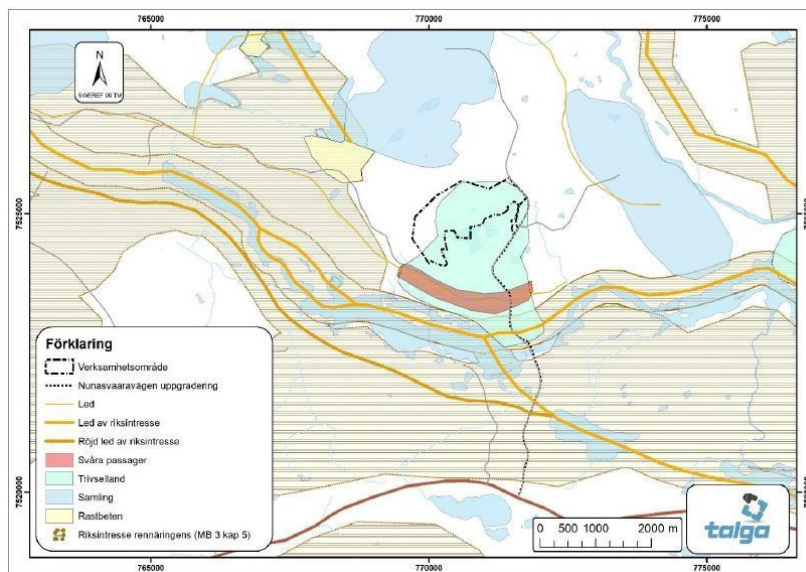 765000
770000
775000
N
SWEREF 99 TM
7525000
Förklaring
Verksamhetsområde
Nunasvaaravägen uppgradering
Led
Led av riksintresse
Röjd led av riksintresse
Svåra passager
Trivselland
Samling
Rastbeten
Riksintresse rennäringens (MB 3 kap 5)
7520000
0 500 1000 2000 m
talga
765000
770000
775000